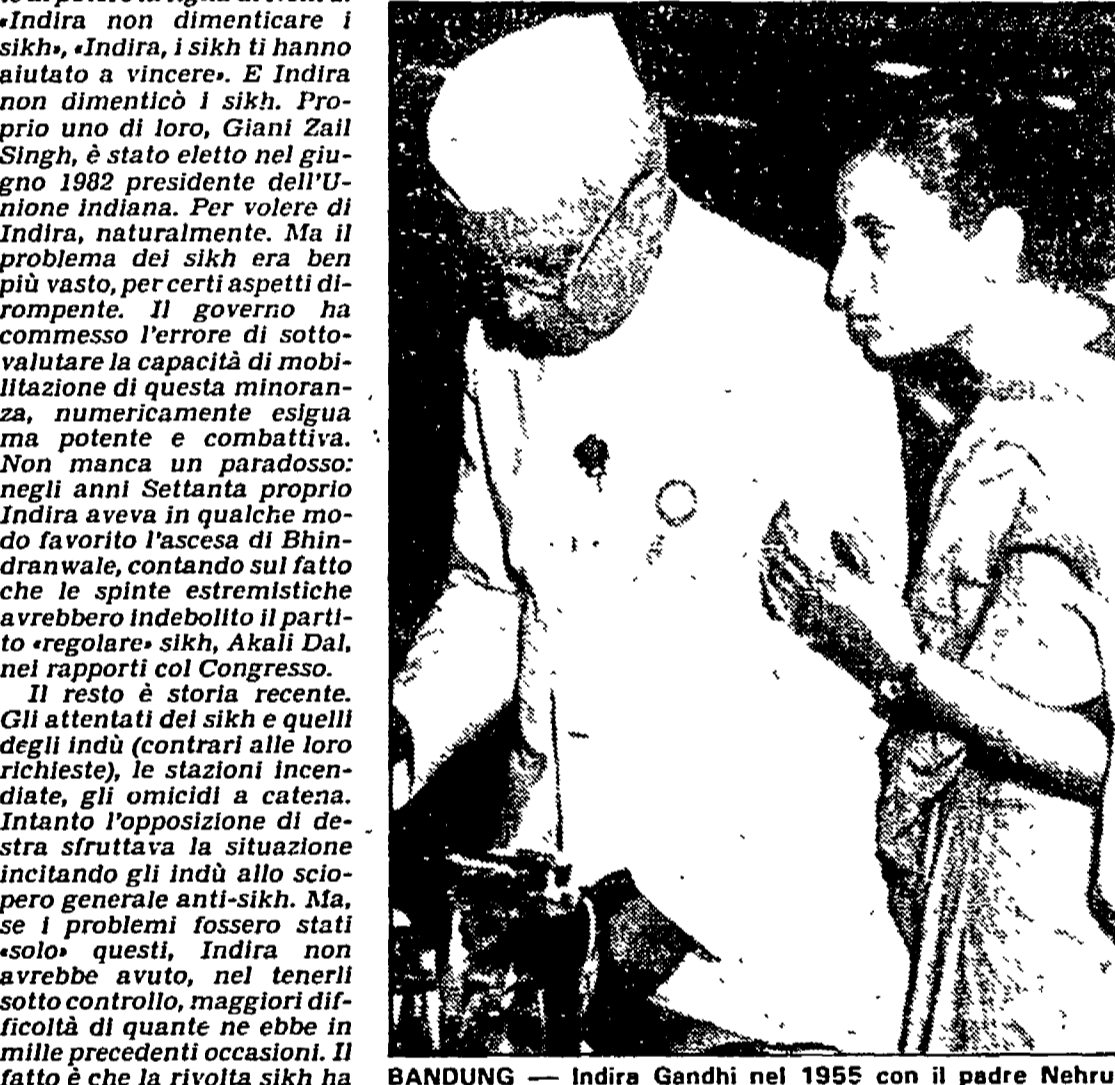 «Indira non dimenticare i
sikh», «Indira, i sikh ti hanno
aiutato a vincere». E Indira
non dimenticò i sikh. Pro-
prio uno di loro, Giani Zail
Singh, è stato eletto nel giu-
gno 1982 presidente dell'U-
nione indiana. Per volere di
Indira, naturalmente. Ma il
problema dei sikh era ben
più vasto, per certi aspetti di-
rompente. Il governo ha
commesso l'errore di sotto-
valutare la capacità di mobi-
litazione di questa minoran-
za, numericamente esigua
ma potente e combattiva.
Non manca un paradosso:
negli anni Settanta proprio
Indira aveva in qualche mo-
do favorito l'ascesa di Bhin-
dranwale, contando sul fatto
che le spinte estremistiche
avrebbero indebolito il parti-
to «regolare» sikh, Akali Dal,
nei rapporti col Congresso.
Il resto è storia recente.
Gli attentati dei sikh e quelli
degli indù (contrari alle loro
richieste), le stazioni incen-
diate, gli omicidi a catena.
Intanto l'opposizione di de-
stra sfruttava la situazione
incitando gli indù allo scio-
pero generale anti-sikh. Ma,
se i problemi fossero stati
«solo» questi, Indira non
avrebbe avuto, nel tenerli
sotto controllo, maggiori dif-
ficoltà di quante ne ebbe in
mille precedenti occasioni. Il
fatto è che la rivolta sikh ha
BANDUNG — Indira Gandhi nel 1955 con il padre Nehru